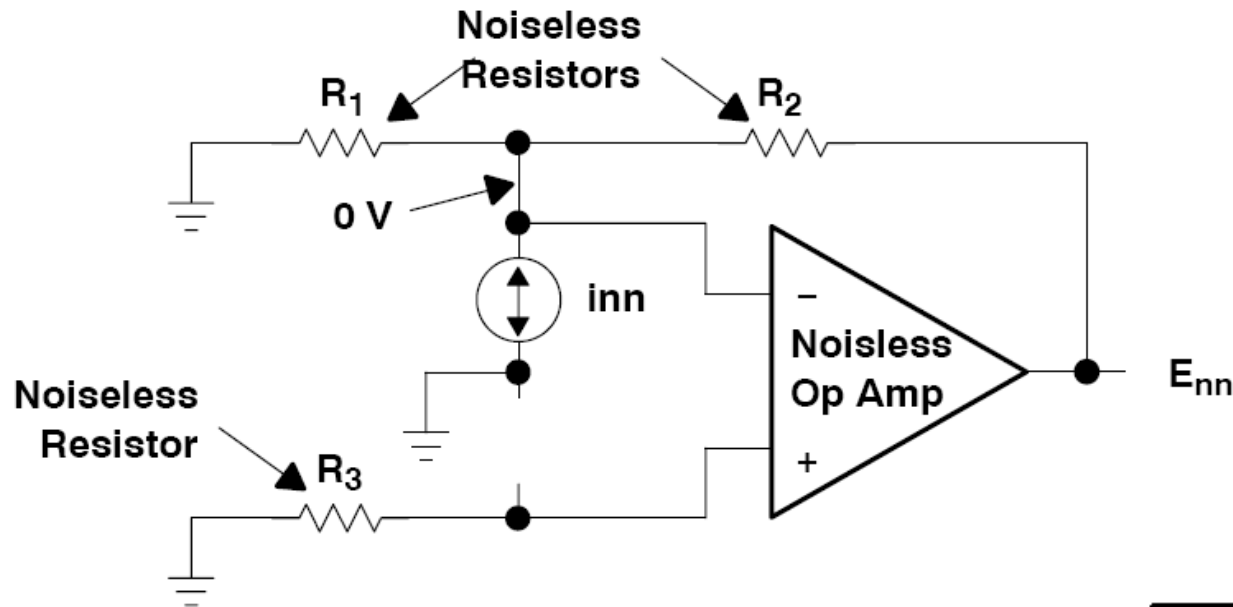 Noiseless
Resistors
R1
R2
0 V
inn
−
Noisless
Op Amp
+
Enn
Noiseless
Resistor
R3